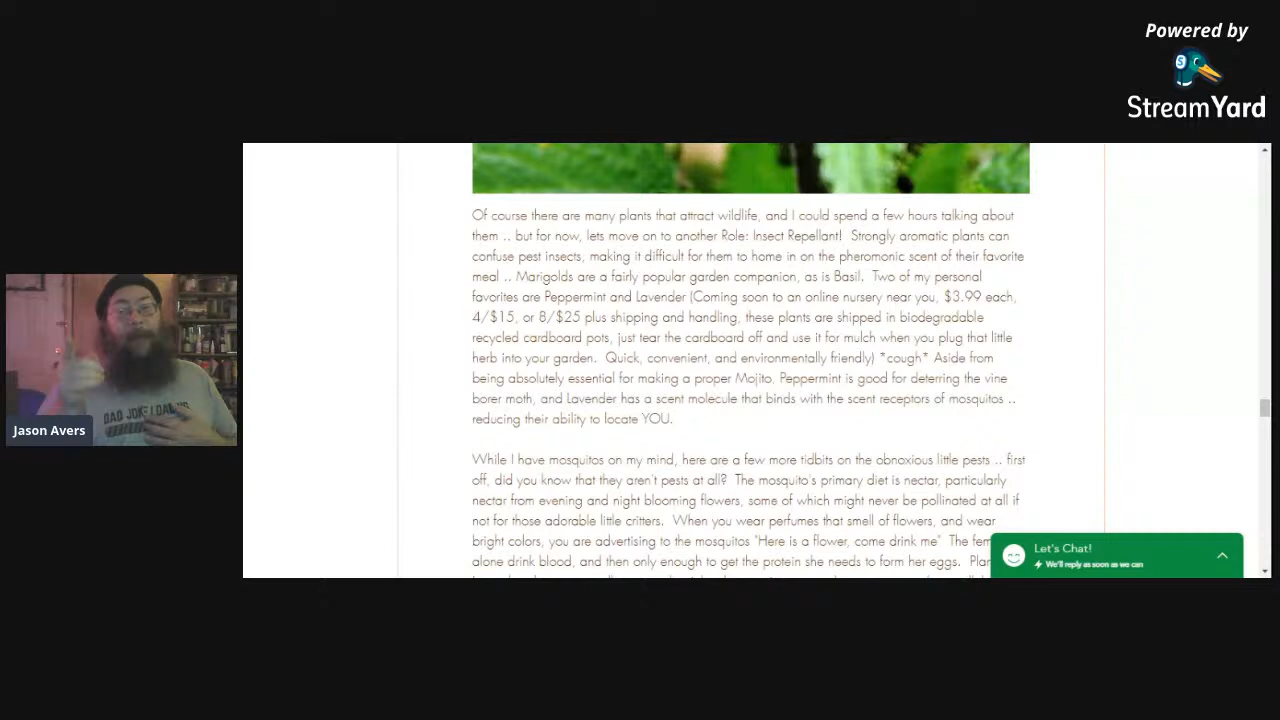 Powered by
StreamYard
Of course there are many plants that attract wildlife, and I could spend a few hours talking about
them .. but for now, lets move on to another Role: Insect Repellant!  Strongly aromatic plants can
confuse pest insects, making it difficult for them to home in on the pheromonic scent of their favorite
meal .. Marigolds are a fairly popular garden companion, as is Basil.  Two of my personal
favorites are Peppermint and Lavender (Coming soon to an online nursery near you, $3.99 each,
4/$15, or 8/$25 plus shipping and handling, these plants are shipped in biodegradable
recycled cardboard pots, just tear the cardboard off and use it for mulch when you plug that little
herb into your garden.  Quick, convenient, and environmentally friendly) *cough* Aside from
being absolutely essential for making a proper Mojito, Peppermint is good for deterring the vine
borer moth, and Lavender has a scent molecule that binds with the scent receptors of mosquitos ..
reducing their ability to locate YOU.
While I have mosquitos on my mind, here are a few more tidbits on the obnoxious little pests .. first
off, did you know that they aren't pests at all?  The mosquito's primary diet is nectar, particularly
nectar from evening and night blooming flowers, some of which might never be pollinated at all if
not for those adorable little critters.  When you wear perfumes that smell of flowers, and wear
bright colors, you are advertising to the mosquitos "Here is a flower, come drink me"  The fem
alone drink blood, and then only enough to get the protein she needs to form her eggs.  Plan
Let's Chat!
We'll reply as soon as we can
DAD JOKE LOADING
Jason Avers